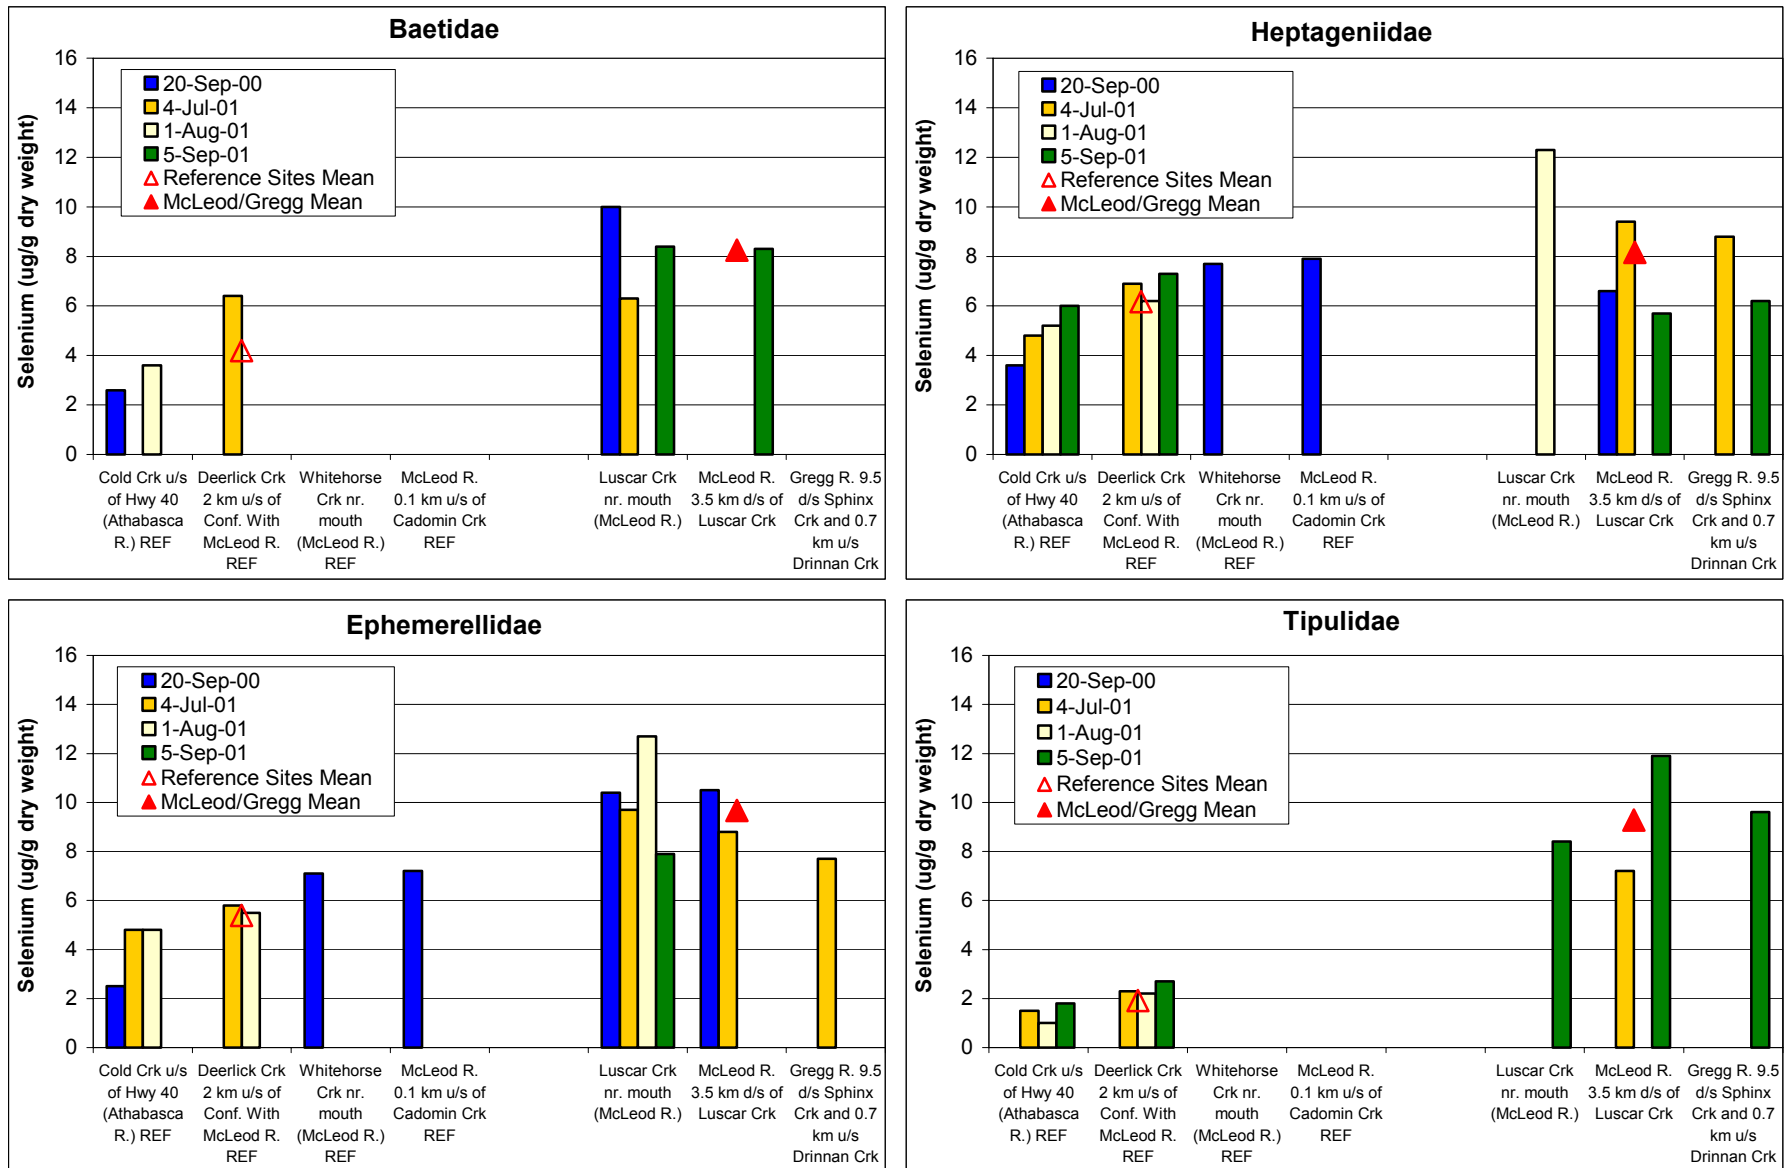 Baetidae
Selenium (ug/g dry weight)
16
14
12
10
8
6
4
2
0
20-Sep-00
4-Jul-01
1-Aug-01
5-Sep-01
Reference Sites Mean
McLeod/Gregg Mean
Cold Crk u/s
of Hwy 40
(Athabasca
R.) REF
Deerlick Crk
2 km u/s of
Conf. With
McLeod R.
REF
Whitehorse
Crk nr.
mouth
(McLeod R.)
REF
McLeod R.
0.1 km u/s of
Cadomin Crk
REF
Luscar Crk
nr. mouth
(McLeod R.)
McLeod R.
3.5 km d/s of
Luscar Crk
Gregg R. 9.5
d/s Sphinx
Crk and 0.7
km u/s
Drinnan Crk
Heptageniidae
Selenium (ug/g dry weight)
16
14
12
10
8
6
4
2
0
20-Sep-00
4-Jul-01
1-Aug-01
5-Sep-01
Reference Sites Mean
McLeod/Gregg Mean
Cold Crk u/s
of Hwy 40
(Athabasca
R.) REF
Deerlick Crk
2 km u/s of
Conf. With
McLeod R.
REF
Whitehorse
Crk nr.
mouth
(McLeod R.)
REF
McLeod R.
0.1 km u/s of
Cadomin Crk
REF
Luscar Crk
nr. mouth
(McLeod R.)
McLeod R.
3.5 km d/s of
Luscar Crk
Gregg R. 9.5
d/s Sphinx
Crk and 0.7
km u/s
Drinnan Crk
Ephemerellidae
Selenium (ug/g dry weight)
16
14
12
10
8
6
4
2
0
20-Sep-00
4-Jul-01
1-Aug-01
5-Sep-01
Reference Sites Mean
McLeod/Gregg Mean
Cold Crk u/s
of Hwy 40
(Athabasca
R.) REF
Deerlick Crk
2 km u/s of
Conf. With
McLeod R.
REF
Whitehorse
Crk nr.
mouth
(McLeod R.)
REF
McLeod R.
0.1 km u/s of
Cadomin Crk
REF
Luscar Crk
nr. mouth
(McLeod R.)
McLeod R.
3.5 km d/s of
Luscar Crk
Gregg R. 9.5
d/s Sphinx
Crk and 0.7
km u/s
Drinnan Crk
Tipulidae
Selenium (ug/g dry weight)
16
14
12
10
8
6
4
2
0
20-Sep-00
4-Jul-01
1-Aug-01
5-Sep-01
Reference Sites Mean
McLeod/Gregg Mean
Cold Crk u/s
of Hwy 40
(Athabasca
R.) REF
Deerlick Crk
2 km u/s of
Conf. With
McLeod R.
REF
Whitehorse
Crk nr.
mouth
(McLeod R.)
REF
McLeod R.
0.1 km u/s of
Cadomin Crk
REF
Luscar Crk
nr. mouth
(McLeod R.)
McLeod R.
3.5 km d/s of
Luscar Crk
Gregg R. 9.5
d/s Sphinx
Crk and 0.7
km u/s
Drinnan Crk